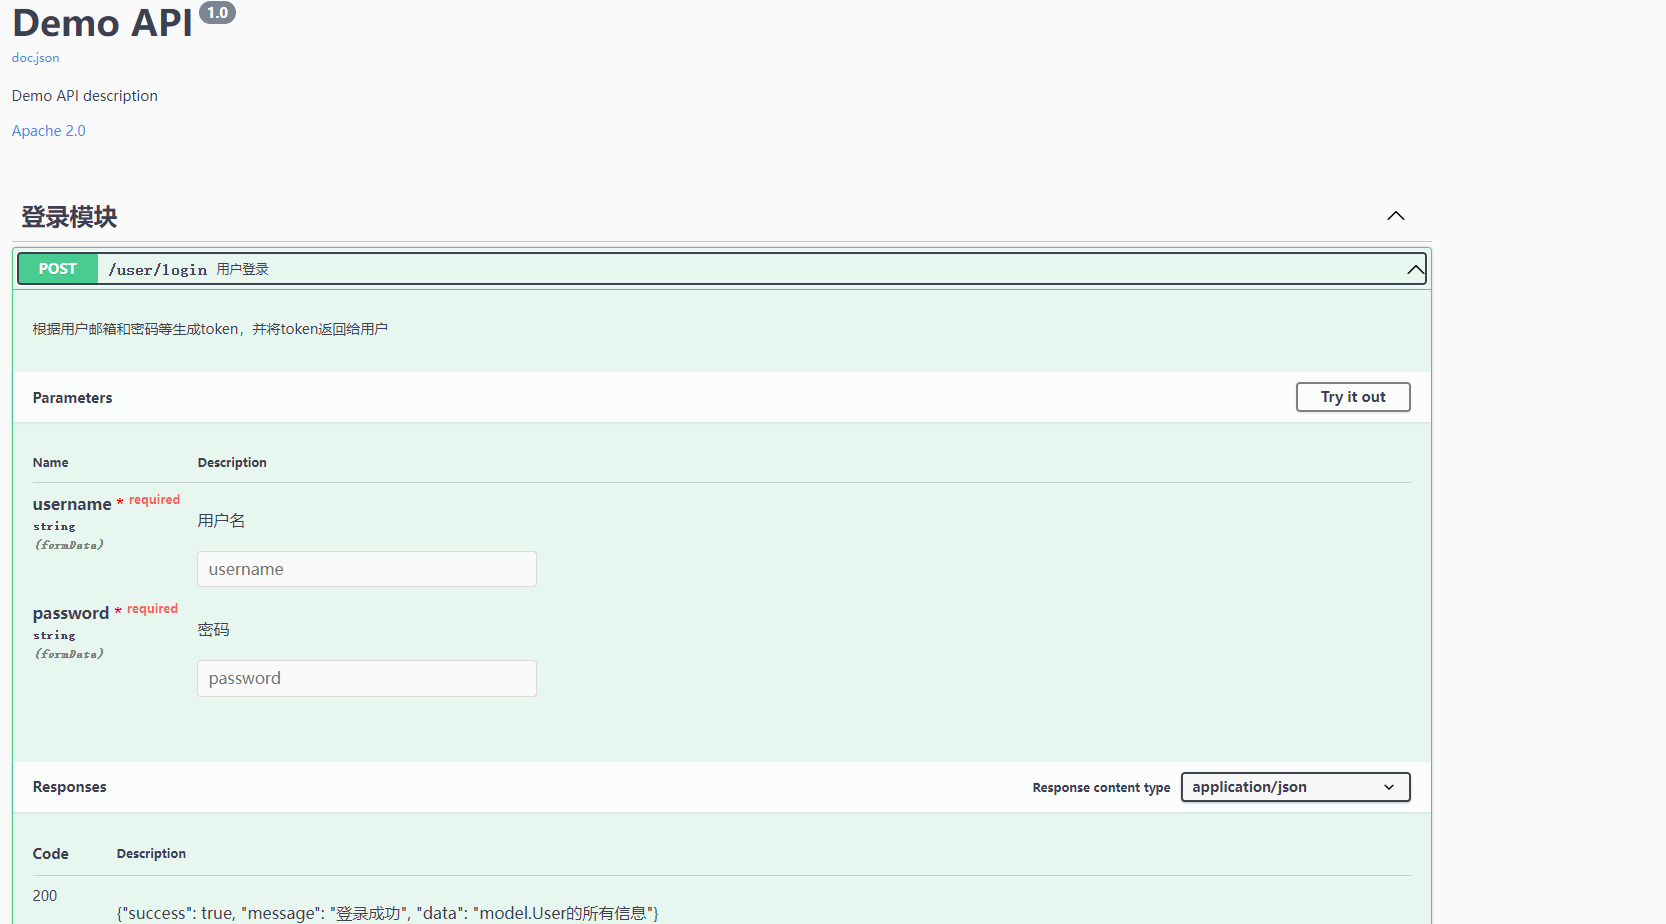 Demo API 1.0
doc.json
Demo API description
Apache 2.0
登录模块
POST /user/login 用户登录
根据用户邮箱和密码等生成token，并将token返回给用户
Parameters Try it out
Name Description
username * required
string
(formData)
用户名
username
password * required
string
(formData)
密码
password
Responses Response content type application/json
Code Description
200
{"success": true, "message": "登录成功", "data": "model.User的所有信息"}